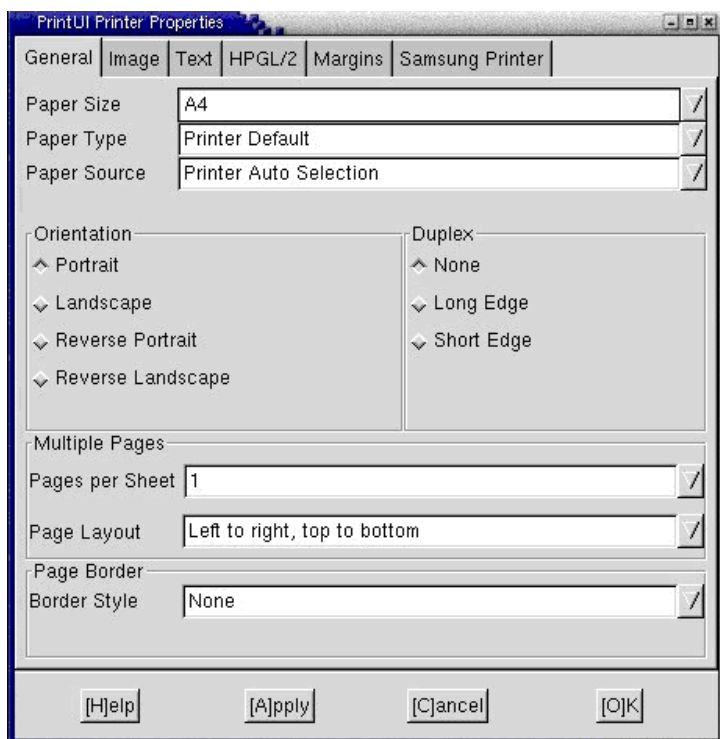 PrintUI Printer Properties
General Image Text HPGL/2 Margins Samsung Printer
Paper Size A4
Paper Type Printer Default
Paper Source Printer Auto Selection
Orientation
Portrait
Landscape
Reverse Portrait
Reverse Landscape
Duplex
None
Long Edge
Short Edge
Multiple Pages
Pages per Sheet 1
Page Layout Left to right, top to bottom
Page Border
Border Style None
[H]elp [A]pply [C]ancel [O]K